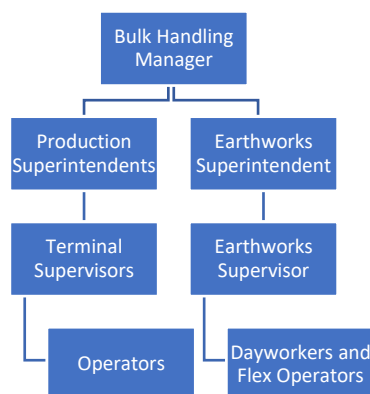 Bulk Handling
Manager
Production
Superintendents
Earthworks
Superintendent
Terminal
Supervisors
Earthworks
Supervisor
Operators
Dayworkers and
Flex Operators